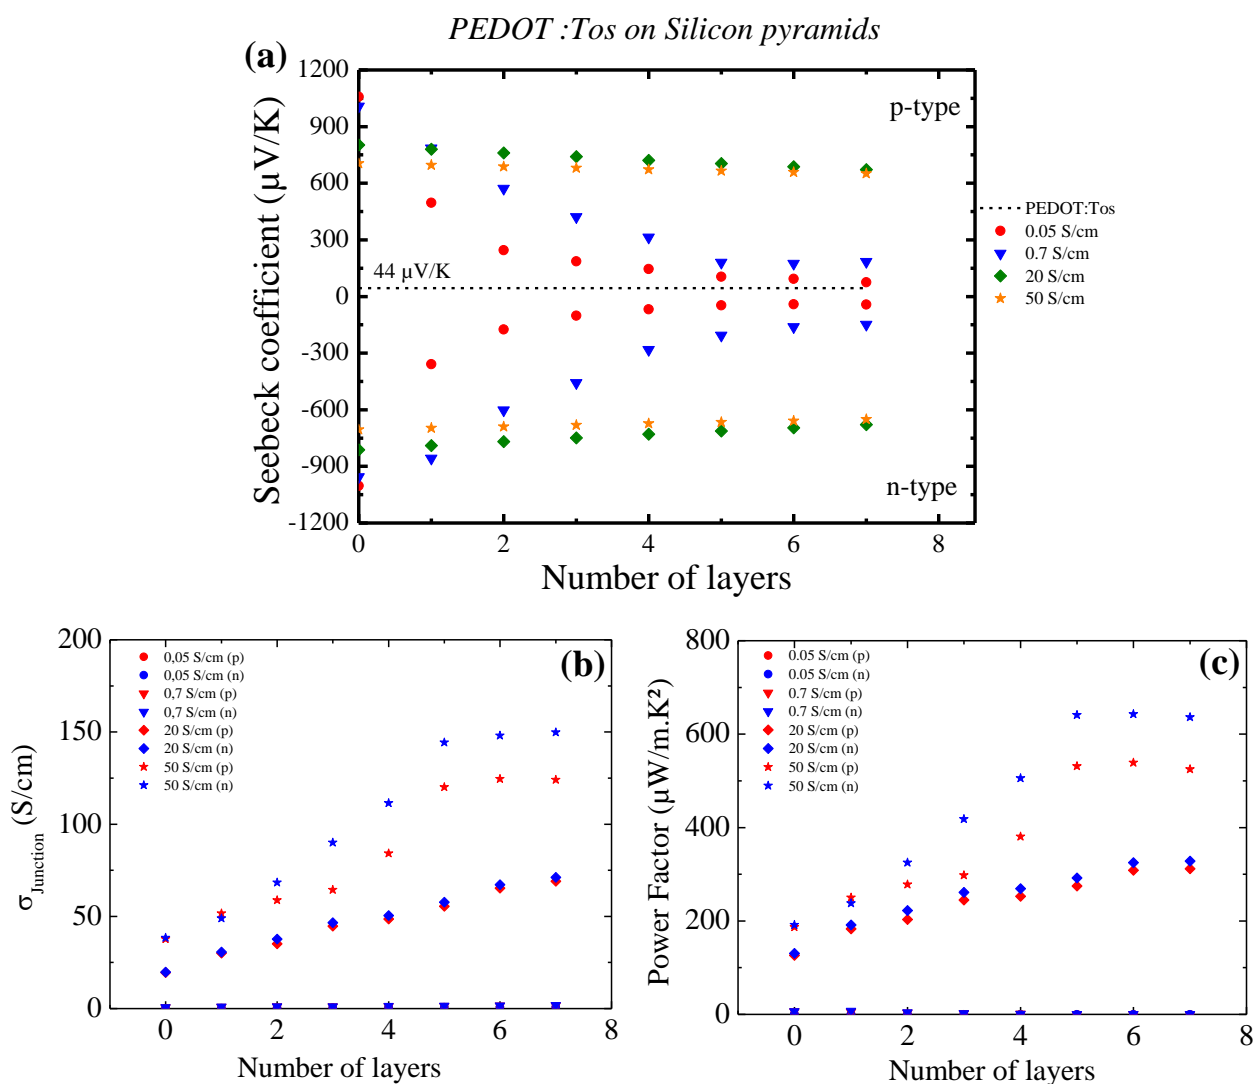 PEDOT :Tos on Silicon pyramids
(a)
1200
900
600
300
0
-300
-600
-900
-1200
Seebeck coefficient (µV/K)
p-type
44 µV/K
n-type
0 2 4 6 8
Number of layers
PEDOT:Tos
0.05 S/cm
0.7 S/cm
20 S/cm
50 S/cm
(b)
200
150
100
50
0
σJunction (S/cm)
0,05 S/cm (p)
0,05 S/cm (n)
0,7 S/cm (p)
0,7 S/cm (n)
20 S/cm (p)
20 S/cm (n)
50 S/cm (p)
50 S/cm (n)
0 2 4 6 8
Number of layers
(c)
800
600
400
200
0
Power Factor (µW/m.K²)
0.05 S/cm (p)
0.05 S/cm (n)
0.7 S/cm (p)
0.7 S/cm (n)
20 S/cm (p)
20 S/cm (n)
50 S/cm (p)
50 S/cm (n)
0 2 4 6 8
Number of layers